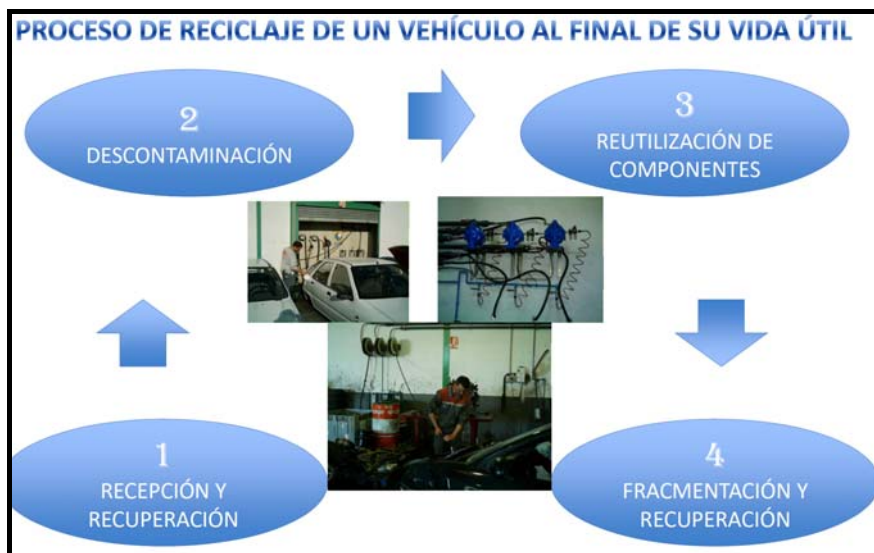 PROCESO DE RECICLAJE DE UN VEHÍCULO AL FINAL DE SU VIDA ÚTIL
1
RECEPCIÓN Y
RECUPERACIÓN
2
DESCONTAMINACIÓN
3
REUTILIZACIÓN DE
COMPONENTES
4
FRACMENTACIÓN Y
RECUPERACIÓN